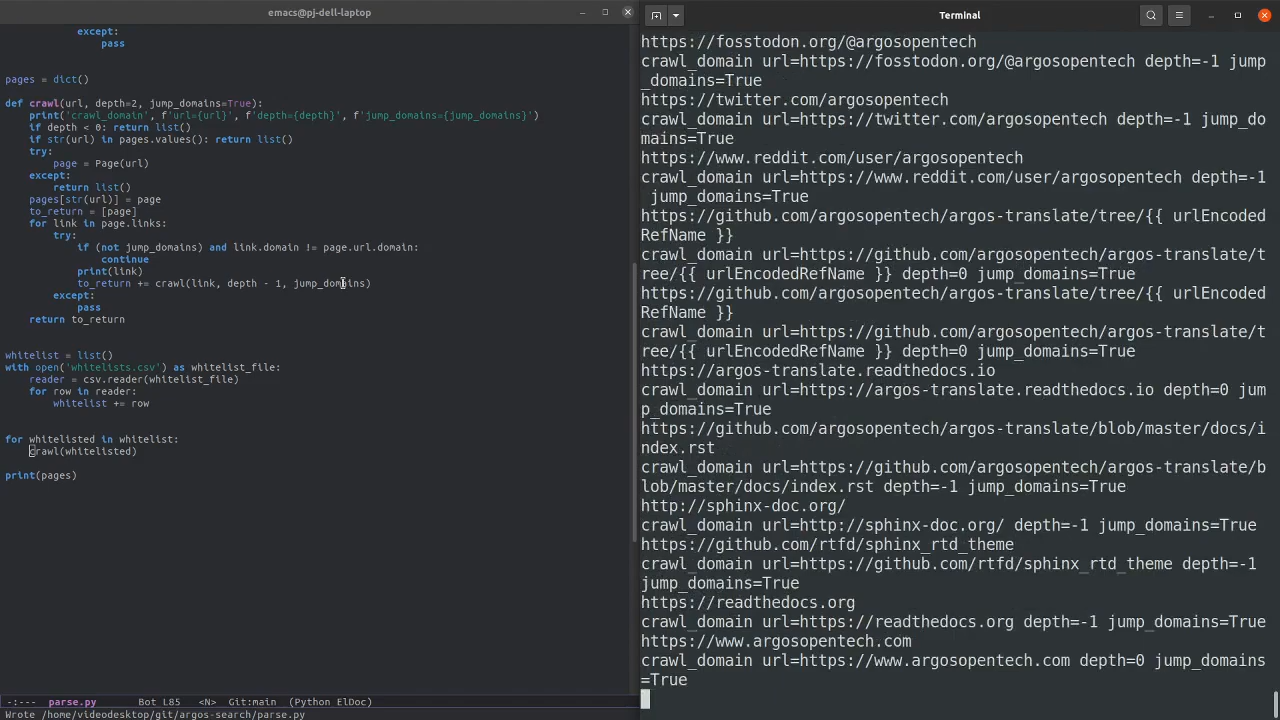 emacs@pj-dell-laptop
except:
pass
pages = dict()
def crawl(url, depth=2, jump_domains=True):
print('crawl_domain', f'url={url}', f'depth={depth}', f'jump_domains={jump_domains}')
if depth < 0: return list()
if str(url) in pages.values(): return list()
try:
page = Page(url)
except:
return list()
pages[str(url)] = page
to_return = [page]
for link in page.links:
try:
if (not jump_domains) and link.domain != page.url.domain:
continue
print(link)
to_return += crawl(link, depth - 1, jump_domains)
except:
pass
return to_return
whitelist = list()
with open('whitelists.csv') as whitelist_file:
reader = csv.reader(whitelist_file)
for row in reader:
whitelist += row
for whitelisted in whitelist:
crawl(whitelisted)
print(pages)
-:--- parse.py Bot L85 <N> Git:main (Python ElDoc)
Wrote /home/videodesktop/git/argos-search/parse.py
Terminal
https://fosstodon.org/@argosopentech
crawl_domain url=https://fosstodon.org/@argosopentech depth=-1 jump
_domains=True
https://twitter.com/argosopentech
crawl_domain url=https://twitter.com/argosopentech depth=-1 jump_do
mains=True
https://www.reddit.com/user/argosopentech
crawl_domain url=https://www.reddit.com/user/argosopentech depth=-1
jump_domains=True
https://github.com/argosopentech/argos-translate/tree/{{ urlEncoded
RefName }}
crawl_domain url=https://github.com/argosopentech/argos-translate/t
ree/{{ urlEncodedRefName }} depth=0 jump_domains=True
https://github.com/argosopentech/argos-translate/tree/{{ urlEncoded
RefName }}
crawl_domain url=https://github.com/argosopentech/argos-translate/t
ree/{{ urlEncodedRefName }} depth=0 jump_domains=True
https://argos-translate.readthedocs.io
crawl_domain url=https://argos-translate.readthedocs.io depth=0 jum
p_domains=True
https://github.com/argosopentech/argos-translate/blob/master/docs/i
ndex.rst
crawl_domain url=https://github.com/argosopentech/argos-translate/b
lob/master/docs/index.rst depth=-1 jump_domains=True
http://sphinx-doc.org/
crawl_domain url=http://sphinx-doc.org/ depth=-1 jump_domains=True
https://github.com/rtfd/sphinx_rtd_theme
crawl_domain url=https://github.com/rtfd/sphinx_rtd_theme depth=-1
jump_domains=True
https://readthedocs.org
crawl_domain url=https://readthedocs.org depth=-1 jump_domains=True
https://www.argosopentech.com
crawl_domain url=https://www.argosopentech.com depth=0 jump_domains
=True